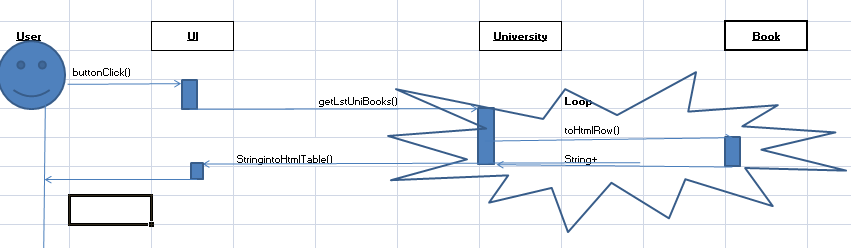 User
UI
University
Book
buttonClick()
getLstUniBooks()
Loop
toHtmlRow()
StringintoHtmlTable()
String+